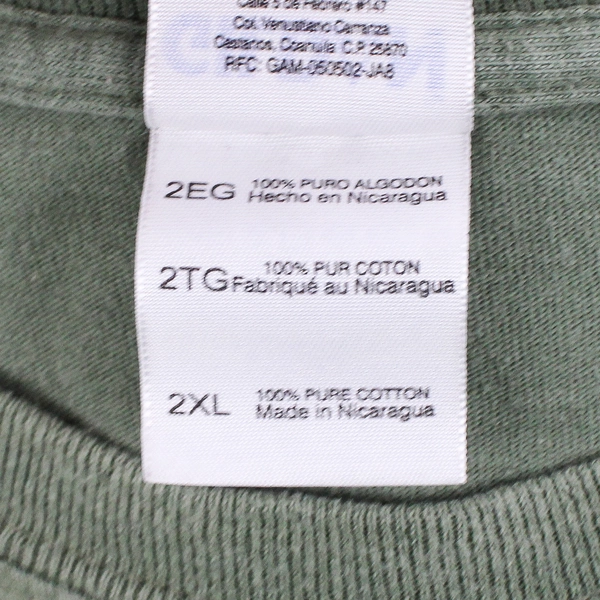 Calle 5 de Febrero #147
Col. Venustiano Carranza
Castanos, Coahuila C.P. 25870
RFC: GAM-050502-JA8
2EG 100% PURO ALGODON
Hecho en Nicaragua
2TG 100% PUR COTON
Fabriqué au Nicaragua
2XL 100% PURE COTTON
Made in Nicaragua